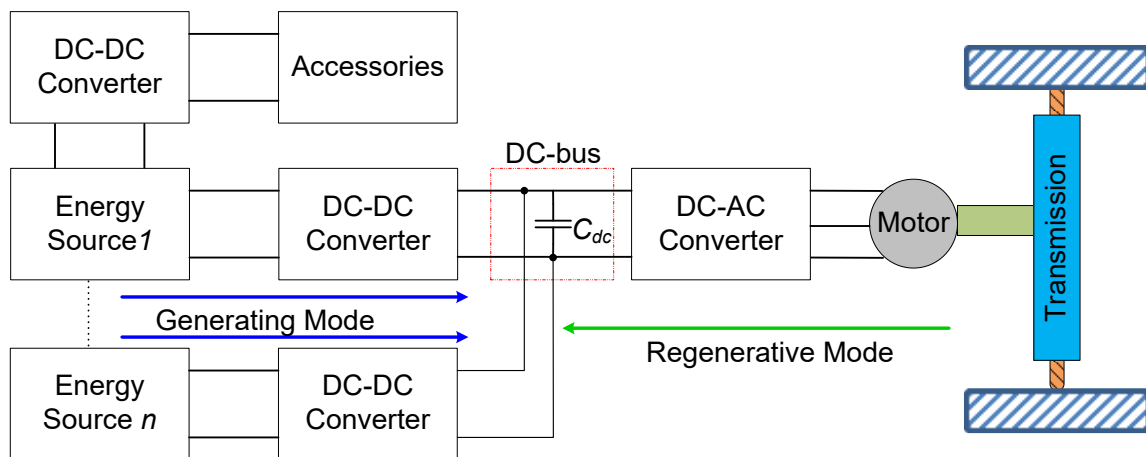 DC-DC
Converter
Accessories
DC-bus
Energy
Source1
DC-DC
Converter
Cdc
DC-AC
Converter
Motor
Transmission
Generating Mode
Regenerative Mode
Energy
Source n
DC-DC
Converter